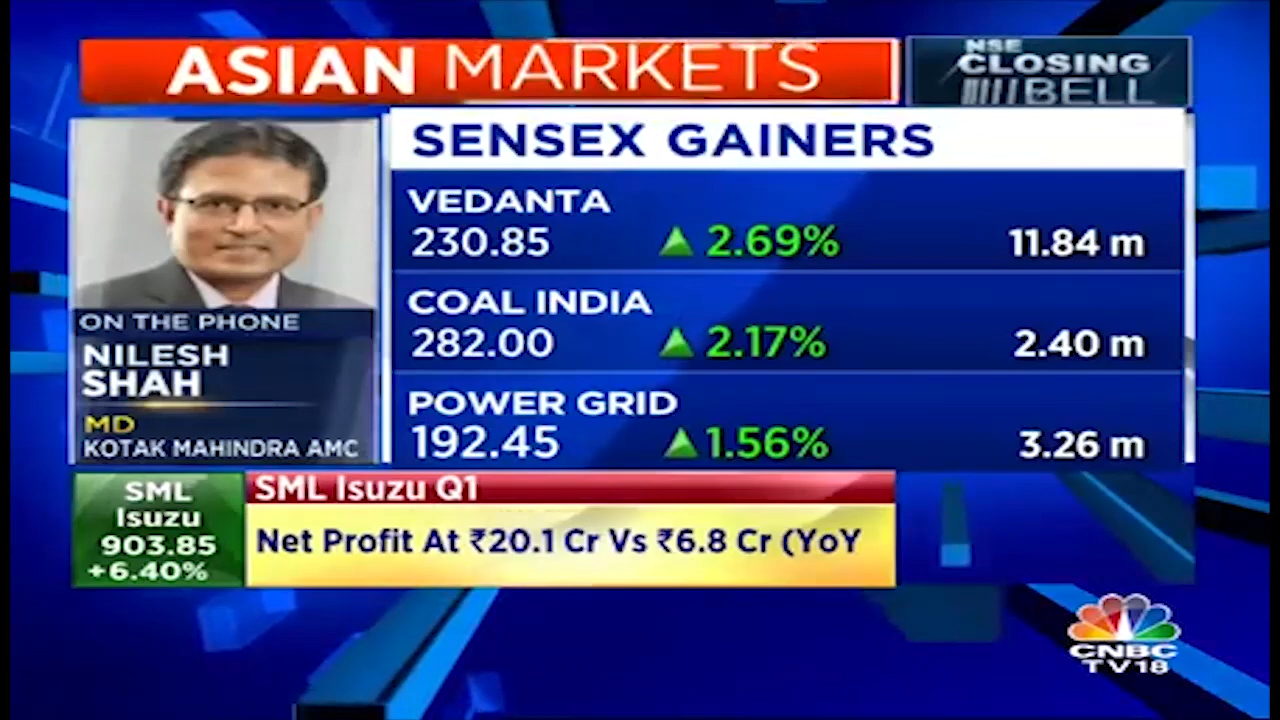 ASIAN MARKETS
NSE
CLOSING
BELL
SENSEX GAINERS
VEDANTA
230.85 ▲ 2.69% 11.84 m
COAL INDIA
282.00 ▲ 2.17% 2.40 m
POWER GRID
192.45 ▲ 1.56% 3.26 m
ON THE PHONE
NILESH
SHAH
MD
KOTAK MAHINDRA AMC
SML
Isuzu
903.85
+6.40%
SML Isuzu Q1
Net Profit At ₹20.1 Cr Vs ₹6.8 Cr (YoY
CNBC
TV18